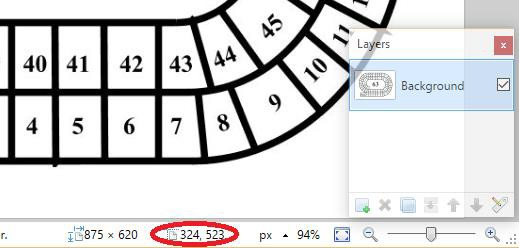 40 41 42 43 44 45
4 5 6 7 8 9 10 11
Layers x
63 Background
r. 875 × 620 324, 523 px 94%